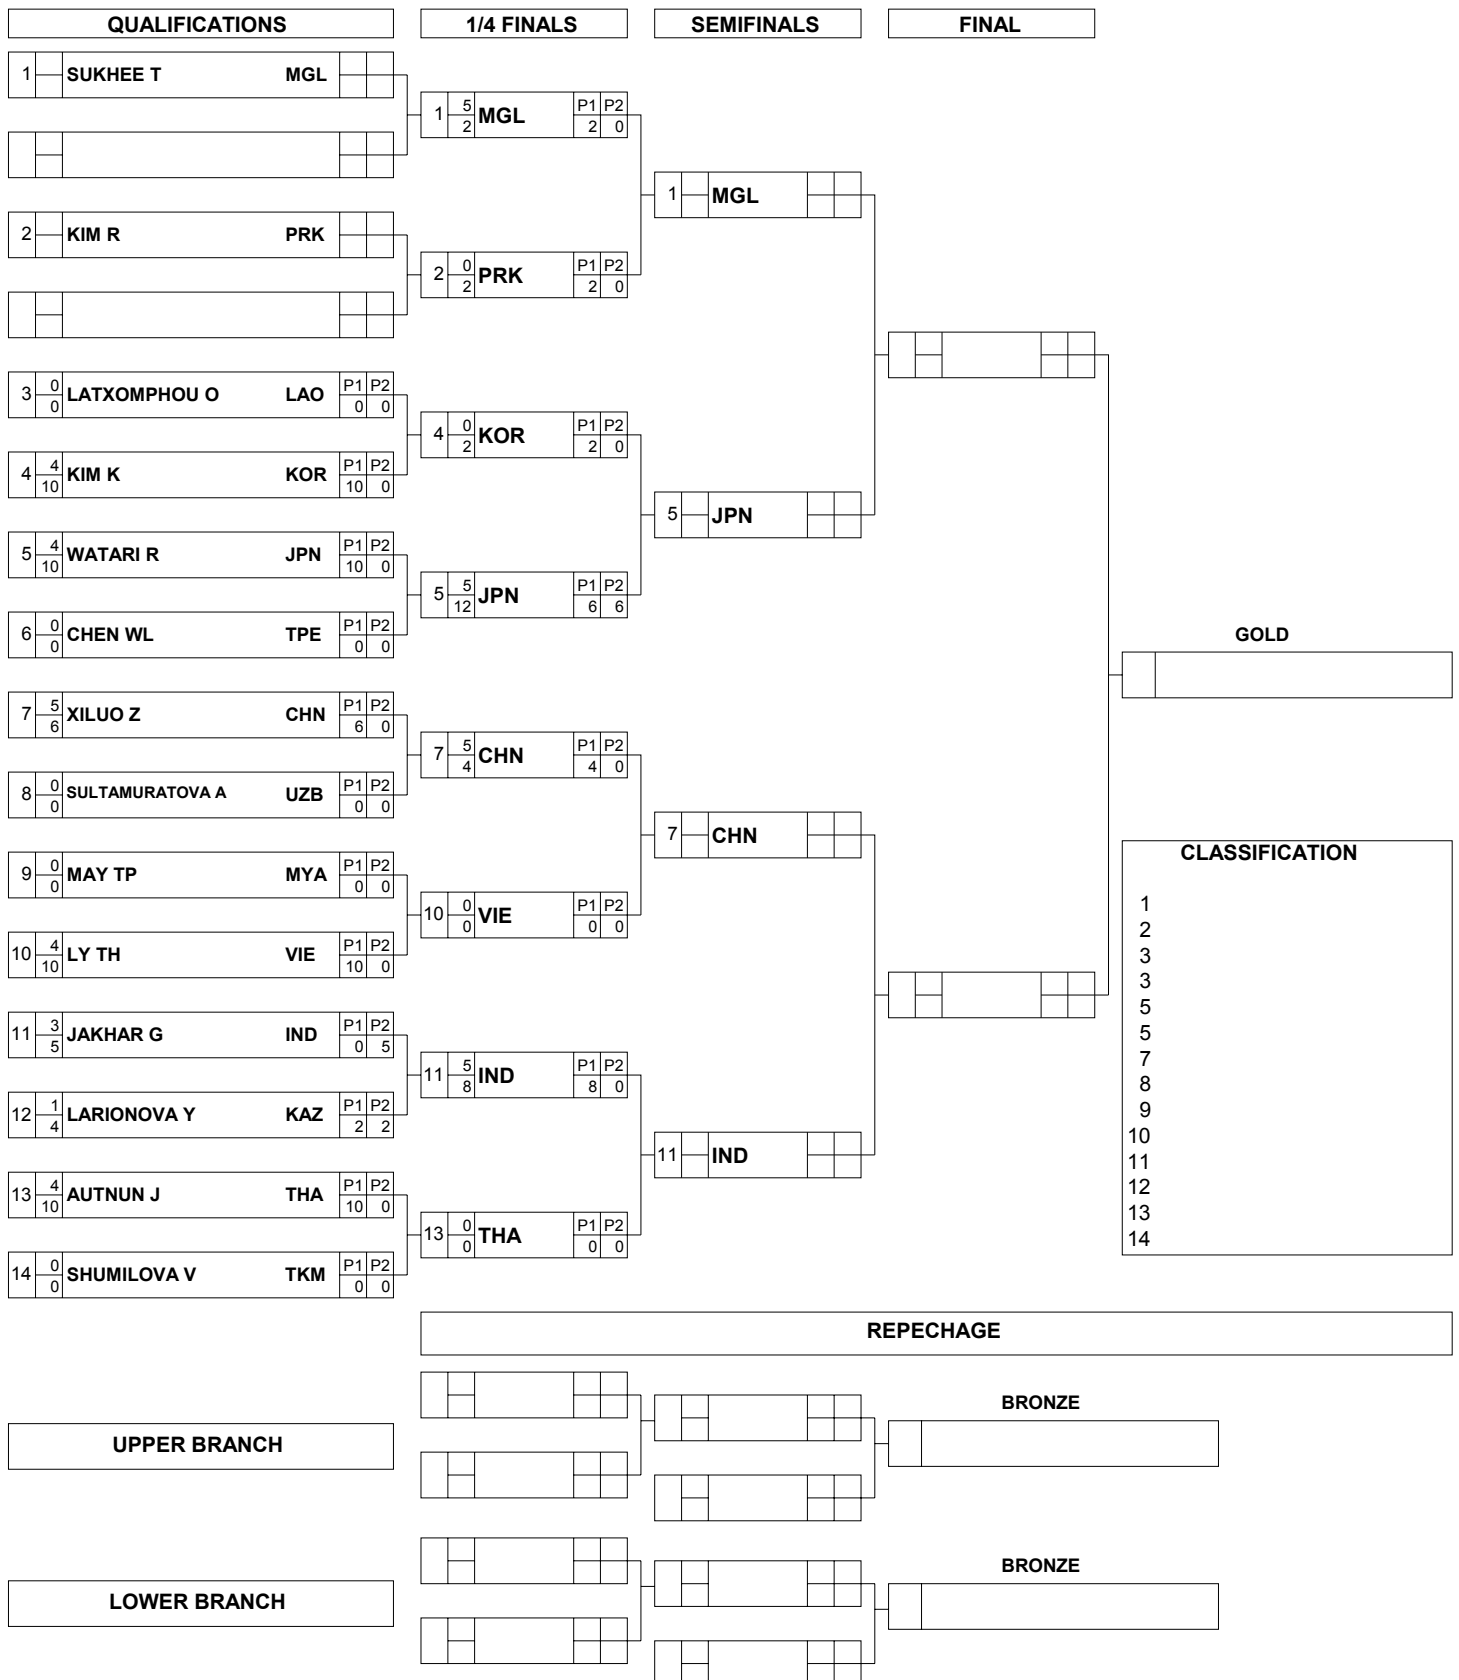 QUALIFICATIONS 1/4 FINALS SEMIFINALS FINAL
1 SUKHEE T MGL
1 5 2 MGL P1 P2 2 0
1 MGL
2 KIM R PRK
2 0 2 PRK P1 P2 2 0
3 0 0 LATXOMPHOU O LAO P1 P2 0 0
4 0 2 KOR P1 P2 2 0
4 4 10 KIM K KOR P1 P2 10 0
5 JPN
5 4 10 WATARI R JPN P1 P2 10 0
5 5 12 JPN P1 P2 6 6
6 0 0 CHEN WL TPE P1 P2 0 0
GOLD
7 5 6 XILUO Z CHN P1 P2 6 0
7 5 4 CHN P1 P2 4 0
8 0 0 SULTAMURATOVA A UZB P1 P2 0 0
7 CHN
9 0 0 MAY TP MYA P1 P2 0 0
10 0 0 VIE P1 P2 0 0
10 4 10 LY TH VIE P1 P2 10 0
11 3 5 JAKHAR G IND P1 P2 0 5
11 5 8 IND P1 P2 8 0
12 1 4 LARIONOVA Y KAZ P1 P2 2 2
11 IND
13 4 10 AUTNUN J THA P1 P2 10 0
13 0 0 THA P1 P2 0 0
14 0 0 SHUMILOVA V TKM P1 P2 0 0
CLASSIFICATION
1
2
3
3
5
5
7
8
9
10
11
12
13
14
REPECHAGE
BRONZE
UPPER BRANCH
BRONZE
LOWER BRANCH